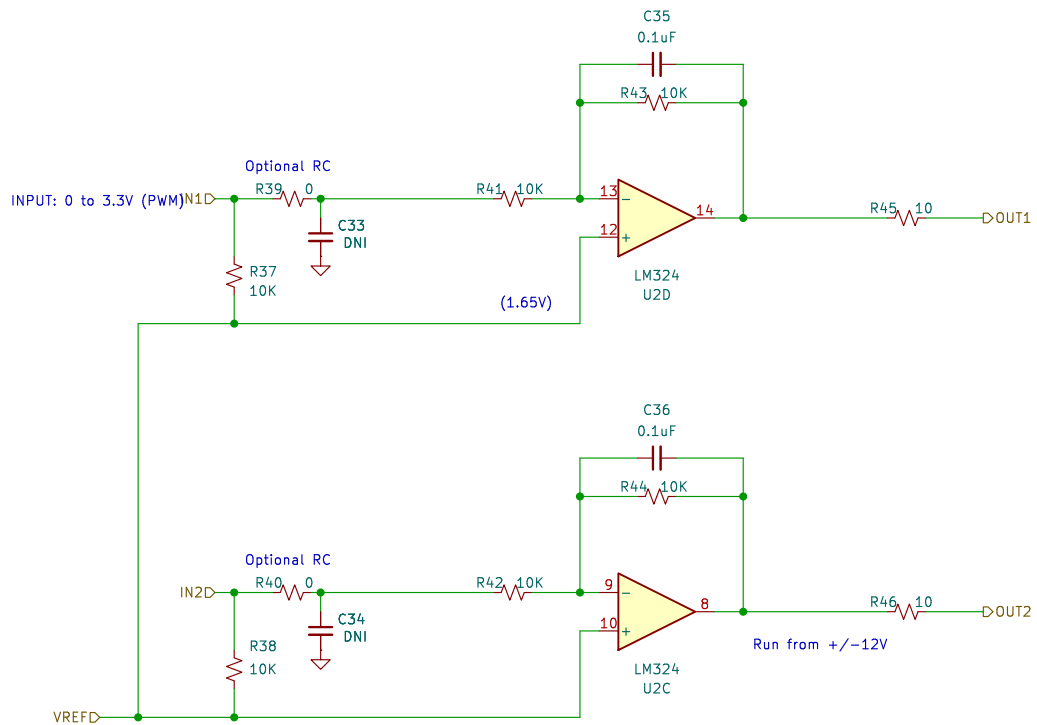 C35
0.1uF
R43 10K
Optional RC
INPUT: 0 to 3.3V (PWM)
IN1
R39 0
R41 10K
13
-
14
12
+
R45 10
OUT1
C33
DNI
LM324
U2D
R37
10K
(1.65V)
C36
0.1uF
R44 10K
Optional RC
IN2
R40 0
R42 10K
9
-
8
10
+
R46 10
OUT2
C34
DNI
Run from +/-12V
R38
10K
LM324
U2C
VREF